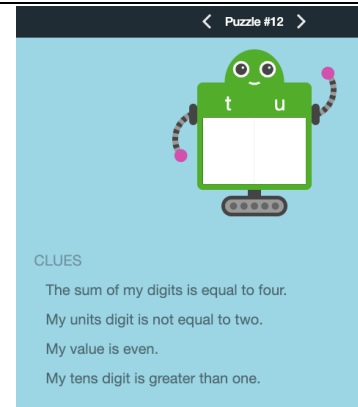 Puzzle #12
t u
CLUES
The sum of my digits is equal to four.
My units digit is not equal to two.
My value is even.
My tens digit is greater than one.